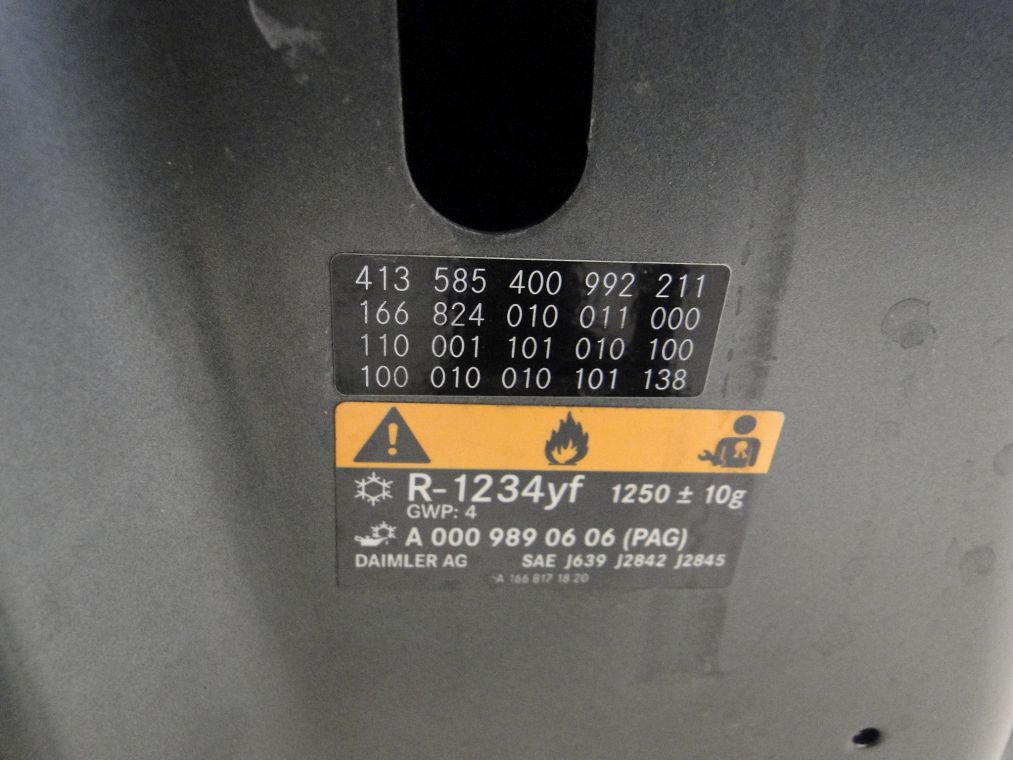 413 585 400 992 211
166 824 010 011 000
110 001 101 010 100
100 010 010 101 138
R-1234yf 1250 ± 10g
GWP: 4
A 000 989 06 06 (PAG)
DAIMLER AG SAE J639 J2842 J2845
A 166 817 18 20